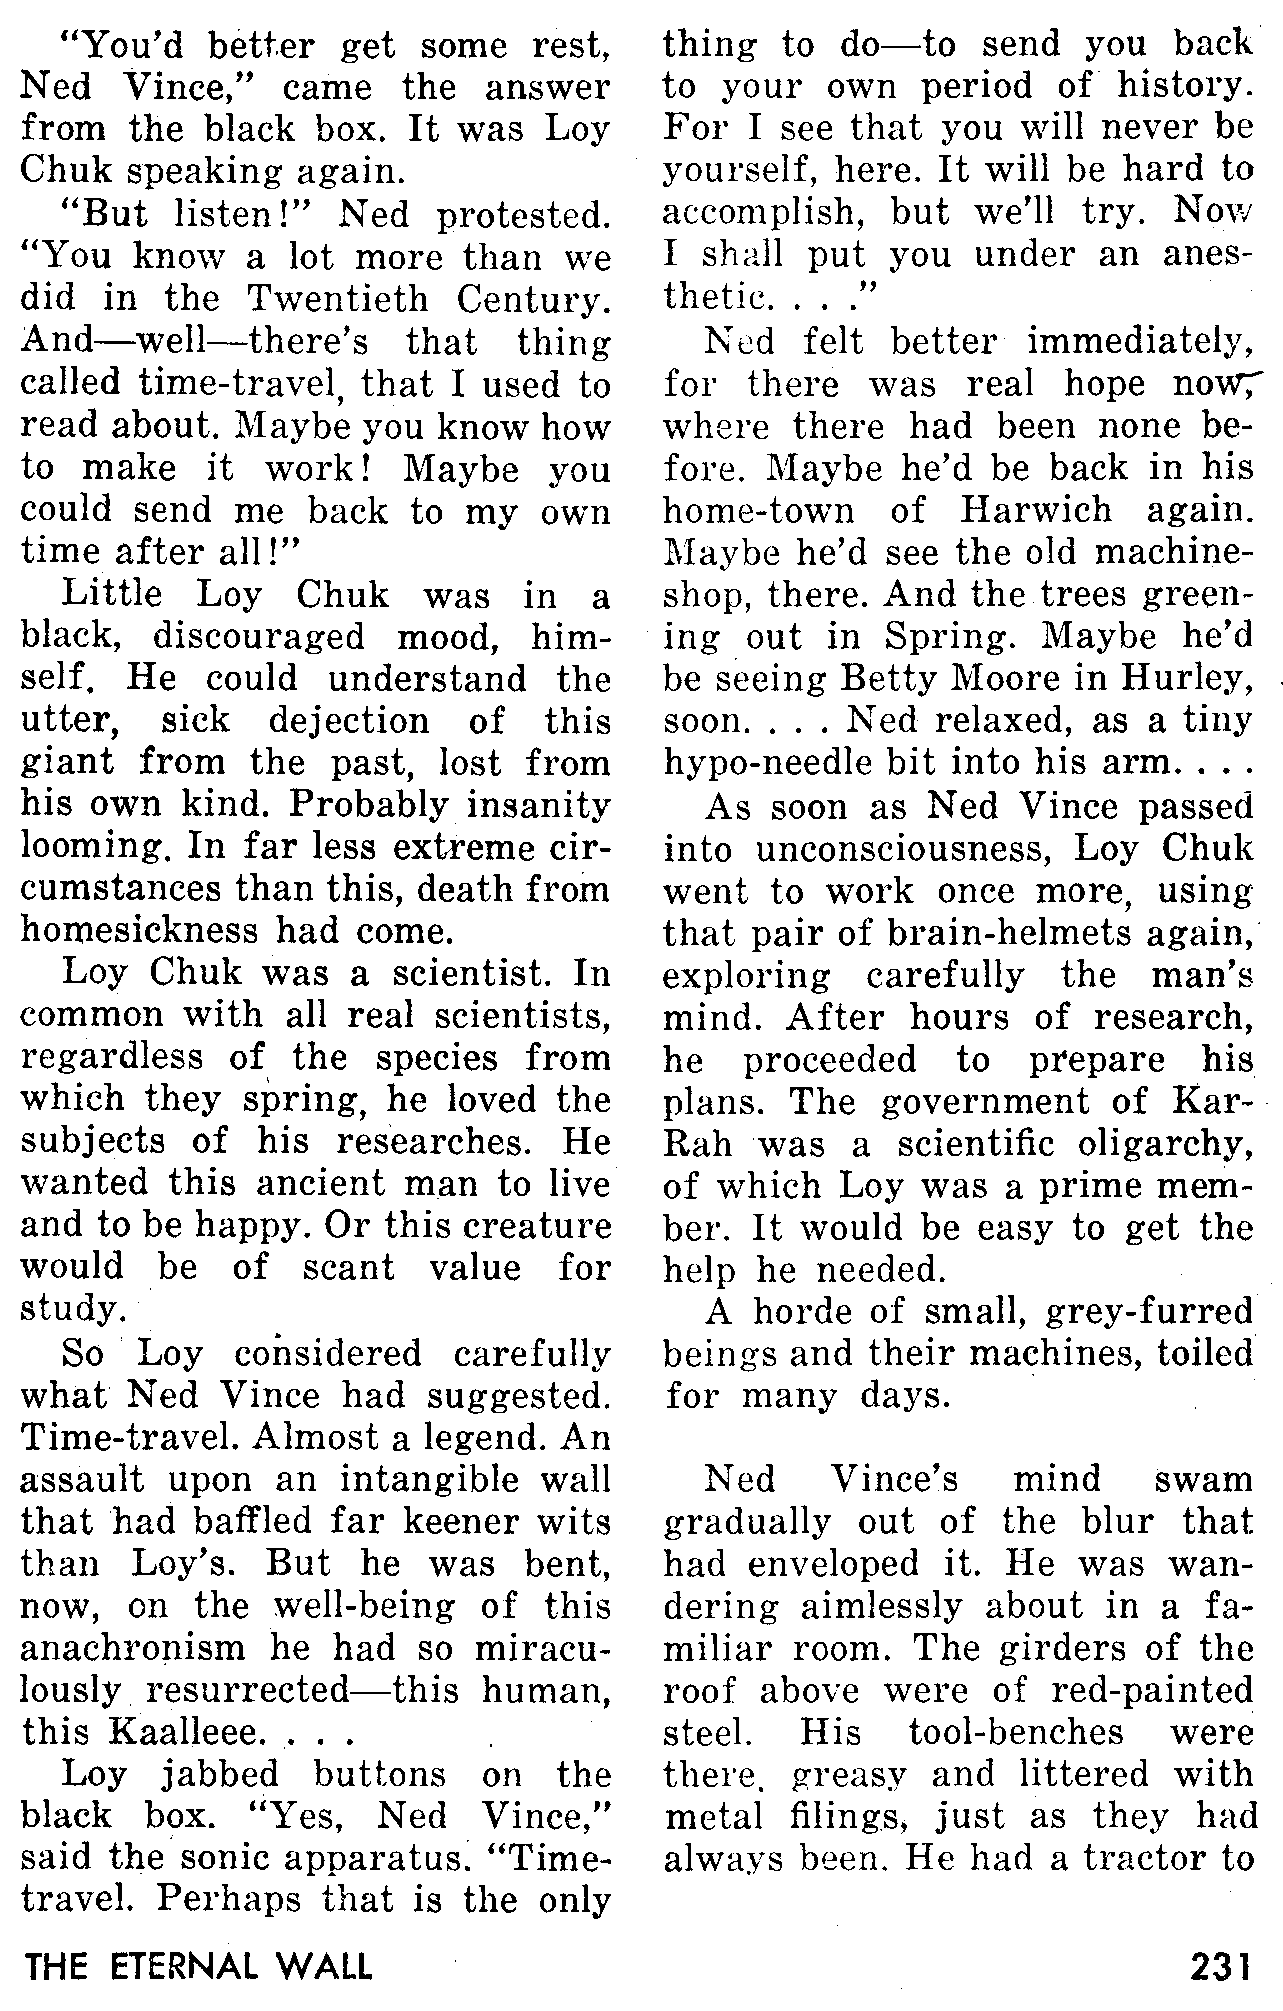 “You’d better get some rest,
Ned Vince,” came the answer
from the black box. It was Loy
Chuk speaking again.
“But listen!” Ned protested.
“You know a lot more than we
did in the Twentieth Century.
And—well—there’s that thing
called time-travel, that I used to
read about. Maybe you know how
to make it work! Maybe you
could send me back to my own
time after all!”
Little Loy Chuk was in a
black, discouraged mood, him-
self. He could understand the
utter, sick dejection of this
giant from the past, lost from
his own kind. Probably insanity
looming. In far less extreme cir-
cumstances than this, death from
homesickness had come.
Loy Chuk was a scientist. In
common with all real scientists,
regardless of the species from
which they spring, he loved the
subjects of his researches. He
wanted this ancient man to live
and to be happy. Or this creature
would be of scant value for
study.
So Loy considered carefully
what Ned Vince had suggested.
Time-travel. Almost a legend. An
assault upon an intangible wall
that had baffled far keener wits
than Loy’s. But he was bent,
now, on the well-being of this
anachronism he had so miracu-
lously resurrected—this human,
this Kaalleee. . . .
Loy jabbed buttons on the
black box. “Yes, Ned Vince,”
said the sonic apparatus. “Time-
travel. Perhaps that is the only
thing to do—to send you back
to your own period of history.
For I see that you will never be
yourself, here. It will be hard to
accomplish, but we’ll try. Now
I shall put you under an anes-
thetic. . . .”
Ned felt better immediately,
for there was real hope now,
where there had been none be-
fore. Maybe he’d be back in his
home-town of Harwich again.
Maybe he’d see the old machine-
shop, there. And the trees green-
ing out in Spring. Maybe he’d
be seeing Betty Moore in Hurley,
soon. . . . Ned relaxed, as a tiny
hypo-needle bit into his arm. . . .
As soon as Ned Vince passed
into unconsciousness, Loy Chuk
went to work once more, using
that pair of brain-helmets again,
exploring carefully the man’s
mind. After hours of research,
he proceeded to prepare his
plans. The government of Kar-
Rah was a scientific oligarchy,
of which Loy was a prime mem-
ber. It would be easy to get the
help he needed.
A horde of small, grey-furred
beings and their machines, toiled
for many days.
Ned Vince’s mind swam
gradually out of the blur that
had enveloped it. He was wan-
dering aimlessly about in a fa-
miliar room. The girders of the
roof above were of red-painted
steel. His tool-benches were
there, greasy and littered with
metal filings, just as they had
always been. He had a tractor to
THE ETERNAL WALL
231